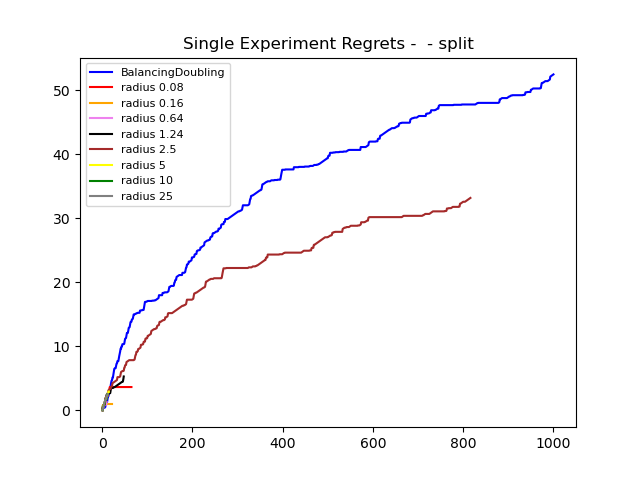 Single Experiment Regrets -  - split
BalancingDoubling
radius 0.08
radius 0.16
radius 0.64
radius 1.24
radius 2.5
radius 5
radius 10
radius 25
50
40
30
20
10
0
0 200 400 600 800 1000